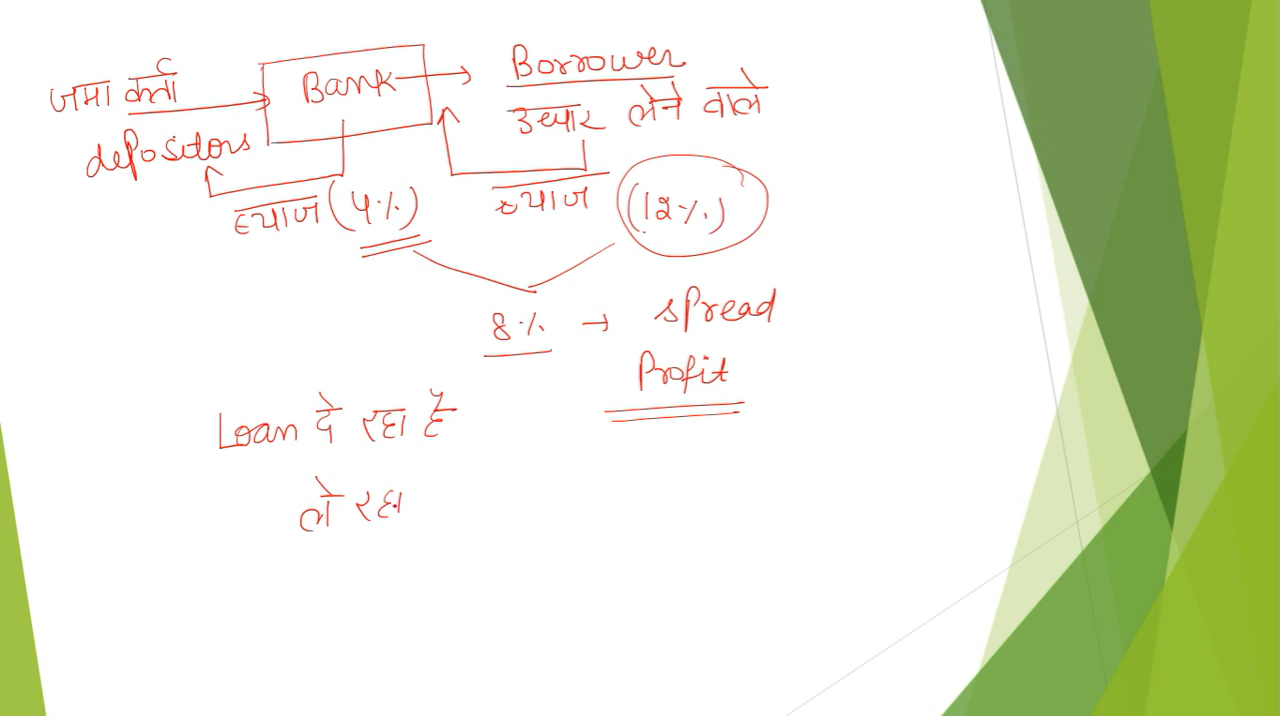 जमा कर्ता
depositors
Bank
Borrower
उधार लेने वाले
ब्याज (4%)
ब्याज (12%)
8% → spread
Profit
Loan दे रहा है
ले रहा